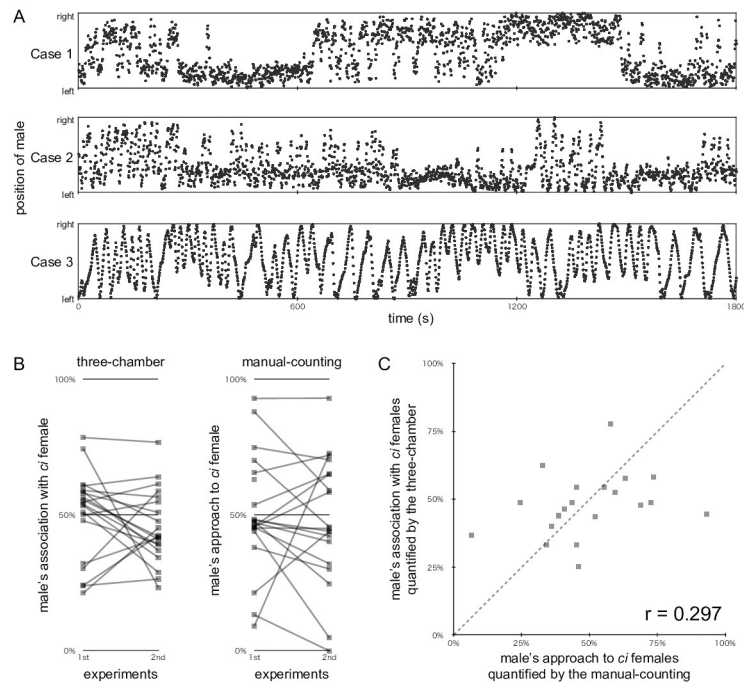 A
position of male
Case 1
right
left
Case 2
right
left
Case 3
right
left
0
600
1200
1800
time (s)
B
three-chamber
male's association with ci female
100%
50%
0%
1st
2nd
experiments
manual-counting
male's approach to ci female
100%
50%
0%
1st
2nd
experiments
C
male's association with ci females
quantified by the three-chamber
100%
75%
50%
25%
0%
0%
25%
50%
75%
100%
r = 0.297
male's approach to ci females
quantified by the manual-counting